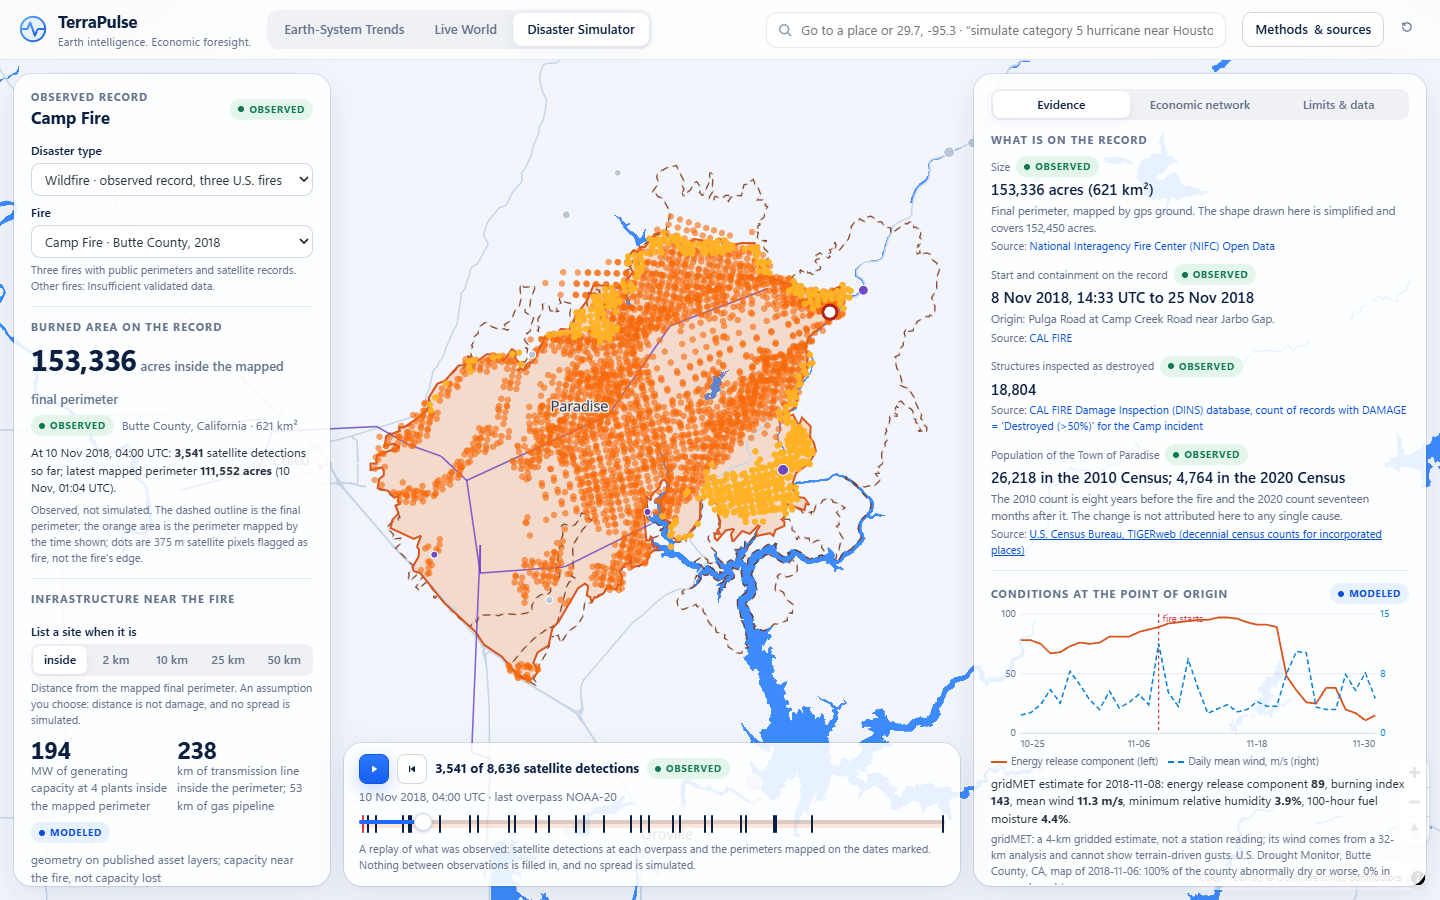 TerraPulse
Earth intelligence. Economic foresight.
Earth-System Trends
Live World
Disaster Simulator
Go to a place or 29.7, -95.3 · "simulate category 5 hurricane near Housto
Methods & sources
OBSERVED RECORD
Camp Fire
OBSERVED
Disaster type
Wildfire · observed record, three U.S. fires
Fire
Camp Fire · Butte County, 2018
Three fires with public perimeters and satellite records.
Other fires: Insufficient validated data.
BURNED AREA ON THE RECORD
153,336 acres inside the mapped
final perimeter
OBSERVED Butte County, California · 621 km²
At 10 Nov 2018, 04:00 UTC: 3,541 satellite detections
so far; latest mapped perimeter 111,552 acres (10
Nov, 01:04 UTC).
Observed, not simulated. The dashed outline is the final
perimeter; the orange area is the perimeter mapped by
the time shown; dots are 375 m satellite pixels flagged as
fire, not the fire's edge.
INFRASTRUCTURE NEAR THE FIRE
List a site when it is
inside
2 km
10 km
25 km
50 km
Distance from the mapped final perimeter. An assumption
you choose: distance is not damage, and no spread is
simulated.
194
MW of generating
capacity at 4 plants inside
the mapped perimeter
238
km of transmission line
inside the perimeter; 53
km of gas pipeline
MODELED
geometry on published asset layers; capacity near
the fire, not capacity lost
Paradise
3,541 of 8,636 satellite detections
OBSERVED
10 Nov 2018, 04:00 UTC · last overpass NOAA-20
Oroville
A replay of what was observed: satellite detections at each overpass and the perimeters mapped on the dates marked.
Nothing between observations is filled in, and no spread is simulated.
Evidence
Economic network
Limits & data
WHAT IS ON THE RECORD
Size OBSERVED
153,336 acres (621 km²)
Final perimeter, mapped by gps ground. The shape drawn here is simplified and
covers 152,450 acres.
Source: National Interagency Fire Center (NIFC) Open Data
Start and containment on the record OBSERVED
8 Nov 2018, 14:33 UTC to 25 Nov 2018
Origin: Pulga Road at Camp Creek Road near Jarbo Gap.
Source: CAL FIRE
Structures inspected as destroyed OBSERVED
18,804
Source: CAL FIRE Damage Inspection (DINS) database, count of records with DAMAGE
= 'Destroyed (>50%)' for the Camp incident
Population of the Town of Paradise OBSERVED
26,218 in the 2010 Census; 4,764 in the 2020 Census
The 2010 count is eight years before the fire and the 2020 count seventeen
months after it. The change is not attributed here to any single cause.
Source: U.S. Census Bureau, TIGERweb (decennial census counts for incorporated
places)
CONDITIONS AT THE POINT OF ORIGIN
MODELED
100
50
0
fire starts
15
8
0
10-25
11-06
11-18
11-30
Energy release component (left)
Daily mean wind, m/s (right)
gridMET estimate for 2018-11-08: energy release component 89, burning index
143, mean wind 11.3 m/s, minimum relative humidity 3.9%, 100-hour fuel
moisture 4.4%.
gridMET: a 4-km gridded estimate, not a station reading; its wind comes from a 32-
km analysis and cannot show terrain-driven gusts. U.S. Drought Monitor, Butte
County, CA, map of 2018-11-06: 100% of the county abnormally dry or worse, 0% in